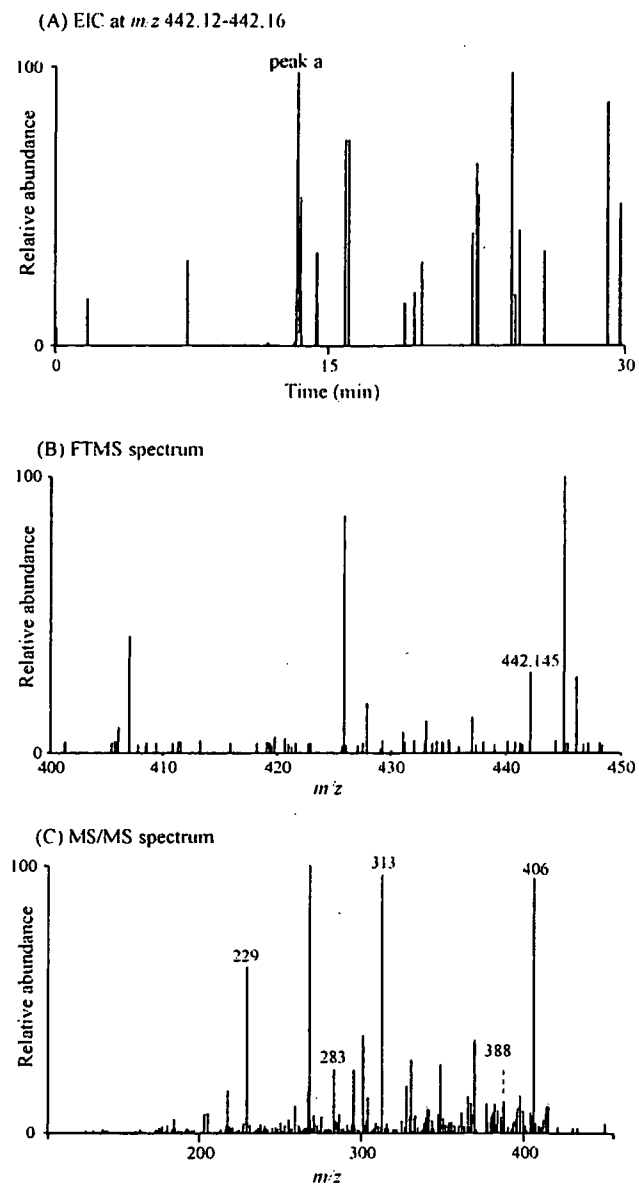 (A) EIC at m/z 442.12-442.16
peak a
100
Relative abundance
0
0
15
30
Time (min)
(B) FTMS spectrum
100
Relative abundance
442.145
0
400
410
420
430
440
450
m/z
(C) MS/MS spectrum
100
313
406
229
Relative abundance
283
388
0
200
300
400
m/z